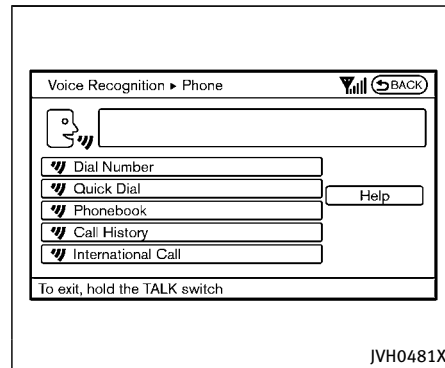 Voice Recognition ▸ Phone
BACK
Dial Number
Quick Dial
Help
Phonebook
Call History
International Call
To exit, hold the TALK switch
JVH0481X